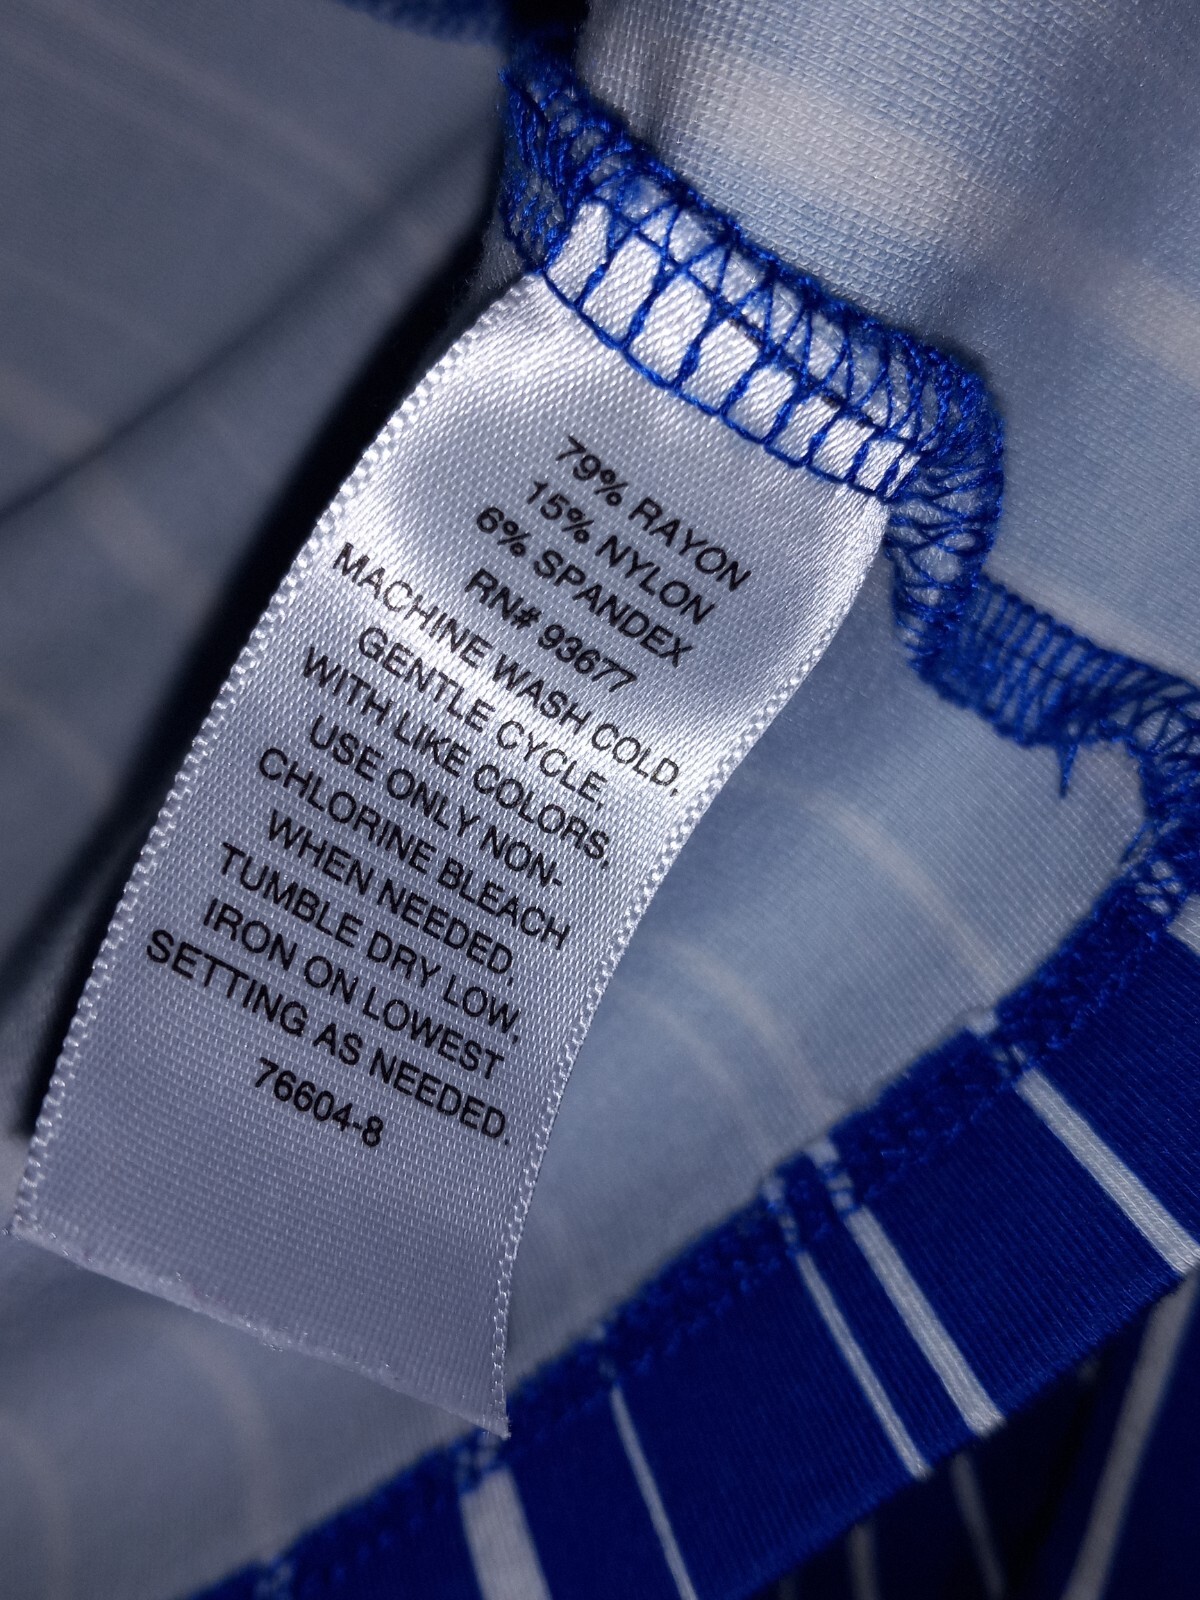 79% RAYON
15% NYLON
6% SPANDEX
RN# 93677
MACHINE WASH COLD,
GENTLE CYCLE,
WITH LIKE COLORS,
USE ONLY NON-
CHLORINE BLEACH
WHEN NEEDED,
TUMBLE DRY LOW,
IRON ON LOWEST
SETTING AS NEEDED.
76604-8